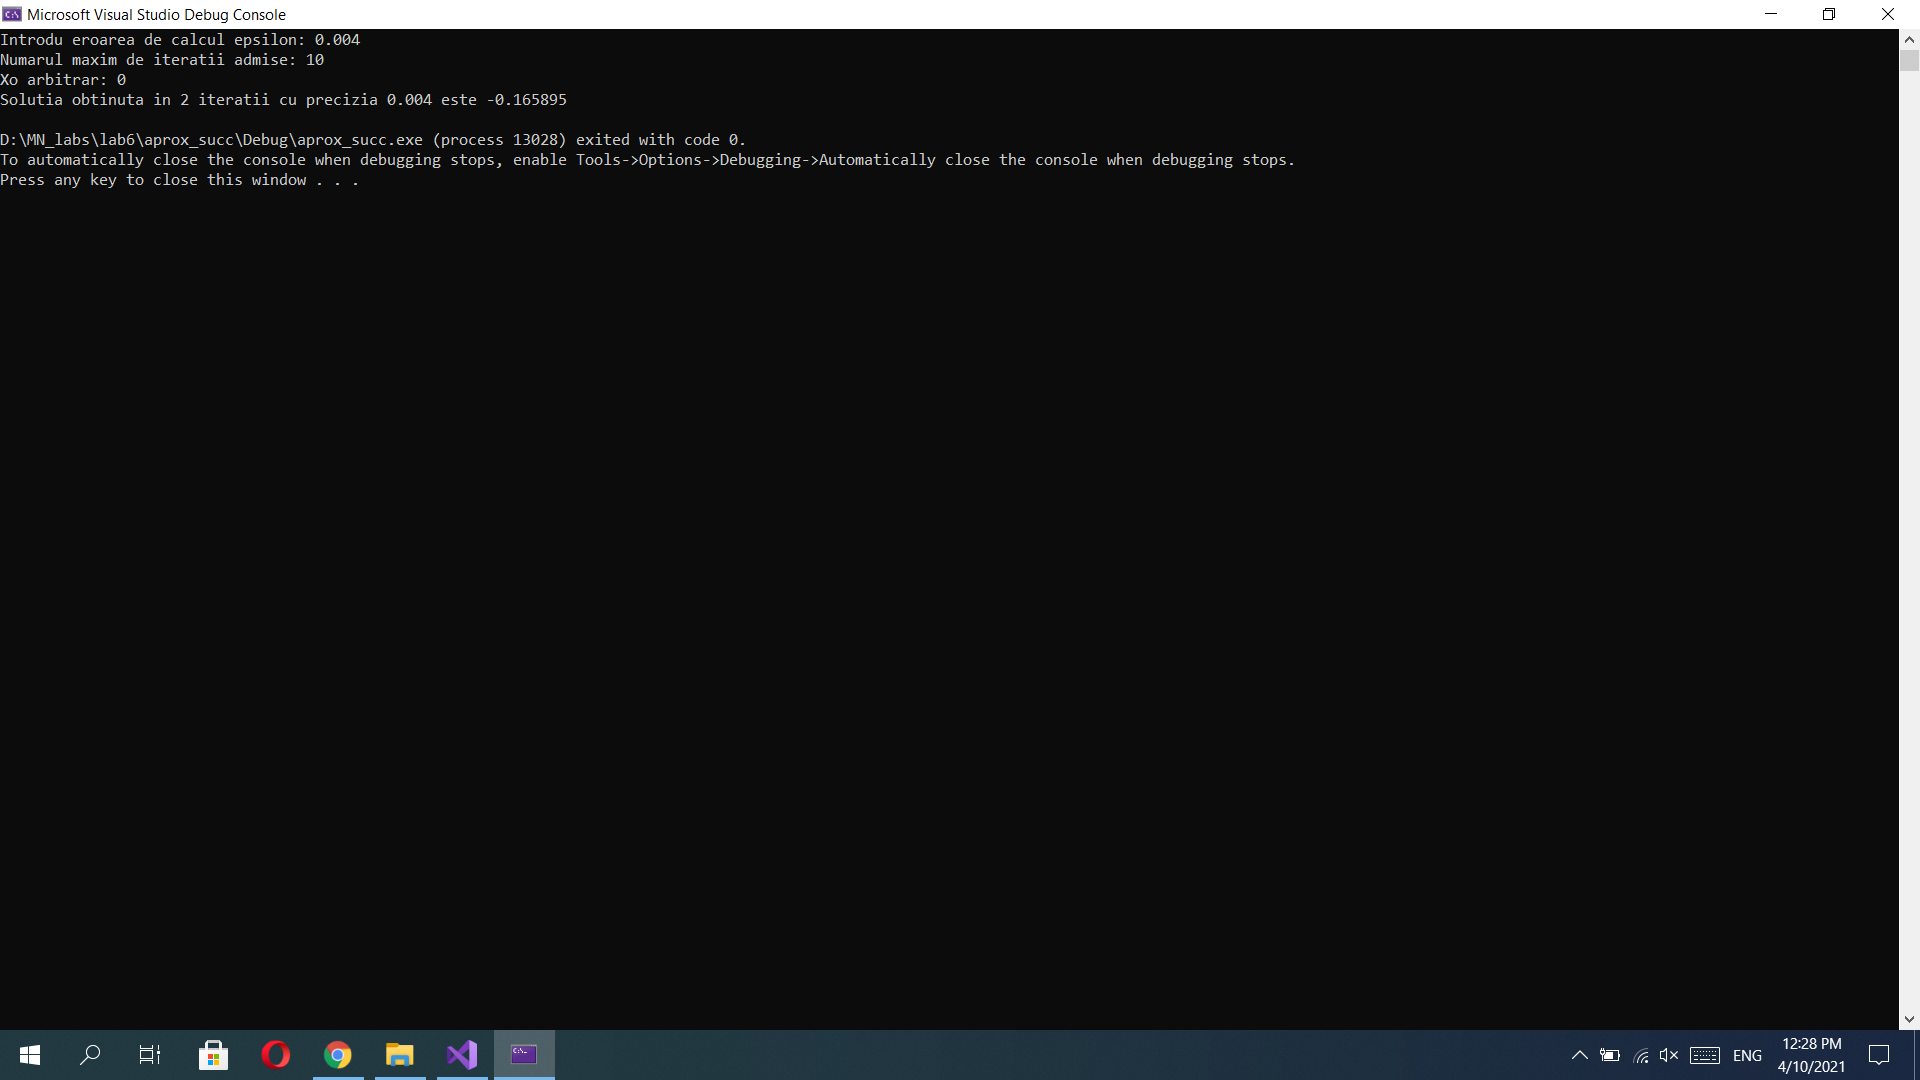 Microsoft Visual Studio Debug Console
Introdu eroarea de calcul epsilon: 0.004
Numarul maxim de iteratii admise: 10
Xo arbitrar: 0
Solutia obtinuta in 2 iteratii cu precizia 0.004 este -0.165895
D:\MN_labs\lab6\aprox_succ\Debug\aprox_succ.exe (process 13028) exited with code 0.
To automatically close the console when debugging stops, enable Tools->Options->Debugging->Automatically close the console when debugging stops.
Press any key to close this window . . .
ENG
12:28 PM
4/10/2021